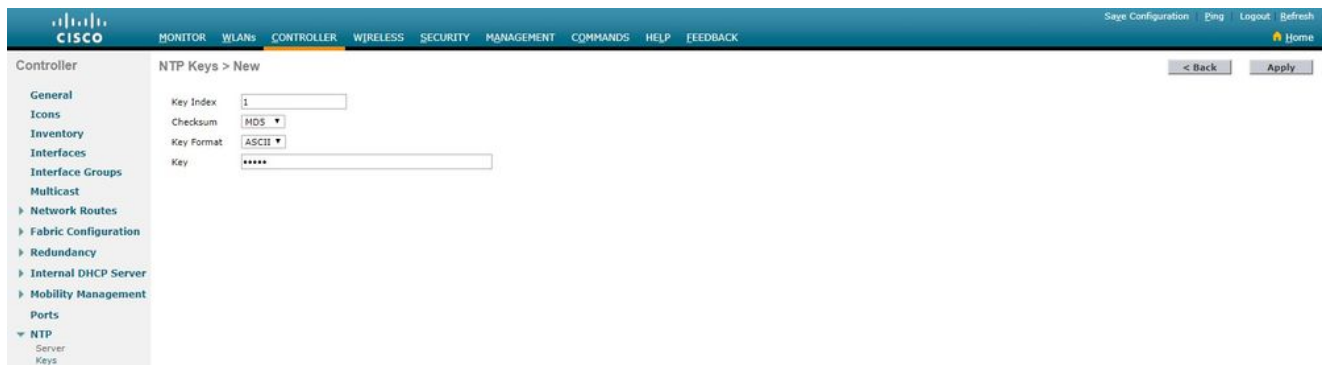 Save Configuration Ping Logout Refresh
CISCO
MONITOR WLANs CONTROLLER WIRELESS SECURITY MANAGEMENT COMMANDS HELP FEEDBACK
Home
Controller
NTP Keys > New
< Back
Apply
General
Icons
Inventory
Interfaces
Interface Groups
Multicast
Network Routes
Fabric Configuration
Redundancy
Internal DHCP Server
Mobility Management
Ports
NTP
Server
Keys
Key Index 1
Checksum MD5
Key Format ASCII
Key •••••